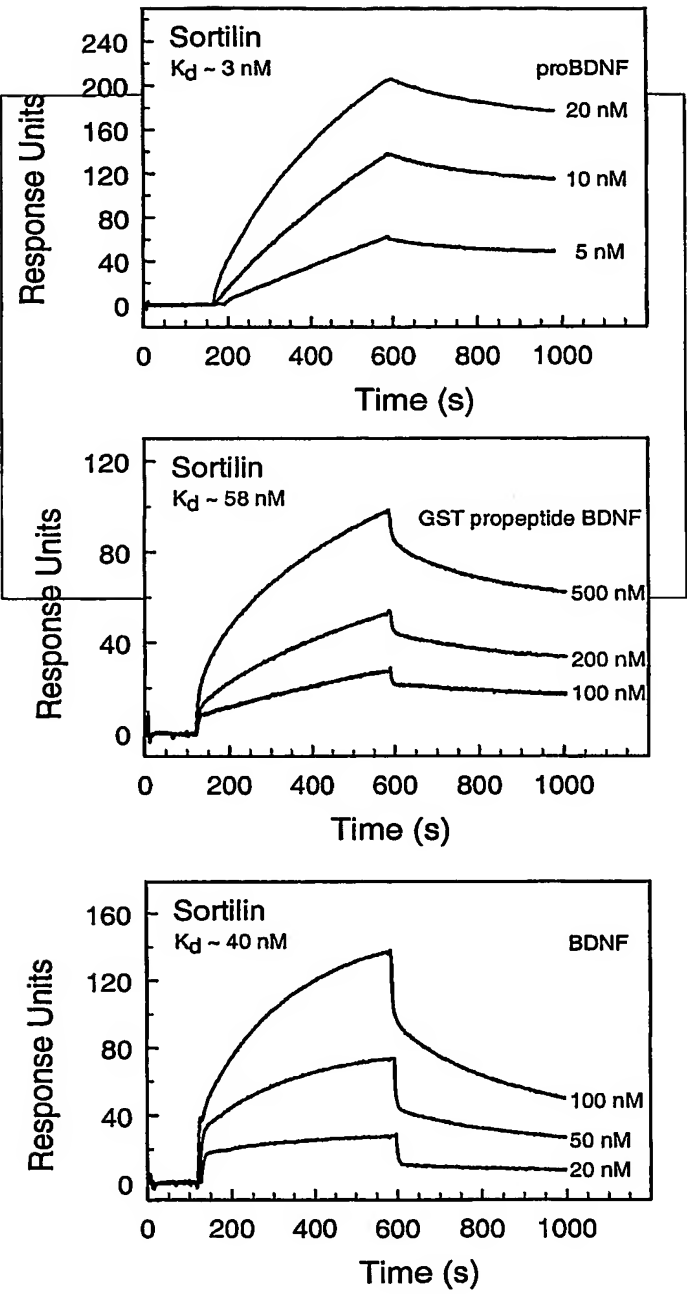 Sortilin
Kd ~ 3 nM
proBDNF
240
200
160
120
80
40
0
20 nM
10 nM
5 nM
Response Units
0 200 400 600 800 1000
Time (s)
Sortilin
Kd ~ 58 nM
GST propeptide BDNF
120
80
40
0
500 nM
200 nM
100 nM
Response Units
0 200 400 600 800 1000
Time (s)
Sortilin
Kd ~ 40 nM
BDNF
160
120
80
40
0
100 nM
50 nM
20 nM
Response Units
0 200 400 600 800 1000
Time (s)